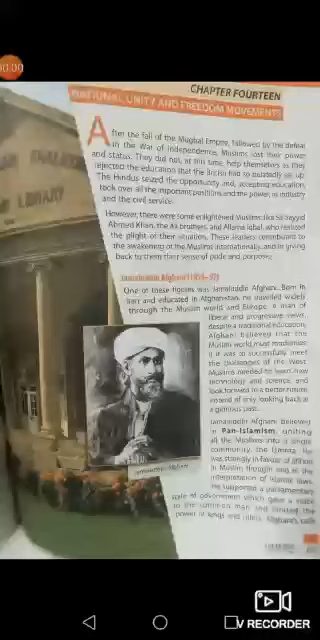 00:00
CHAPTER FOURTEEN
NATIONAL UNITY AND FREEDOM MOVEMENTS
LIBRARY
After the fall of the Mughal Empire, followed by the defeat
in the War of Independence, Muslims lost their power
and status. They did not, at this time, help themselves as they
rejected the education that the British had to offer
The Hindus seized the opportunity and, accepting education,
took over all the important positions and the power in industry
and the civil service.
However, there were some enlightened Muslims like Sir Sayyid
Ahmed Khan, the Ali brothers, and Allama Iqbal, who realized
the plight of their situation. These leaders contributed to
the awakening of the Muslims internationally, and in giving
back to them their sense of pride and purpose.
Jamaluddin Afghani
One of these figures was Jamaluddin Afghani. Born in
Iran and educated in Afghanistan, he travelled widely
through the Muslim world and Europe. A man of
liberal and progressive views,
despite a traditional education,
Afghani believed that the
Muslim world must modernize
if it was to successfully meet
the challenges of the West.
Muslims needed to learn new
technology and science, and
look forward to a better future
instead of only looking back at
a glorious past.
Jamaluddin Afghani believed
in Pan-Islamism, uniting
all the Muslims into a single
community, the Umma. He
was strongly in favour of
in Muslim thought and in the
interpretation of Islamic laws.
He supported a parliamentary
style of government which gave a voice
to the common man and limited the
power of kings and rulers. Afghani's
Jamaluddin Afghani
V RECORDER